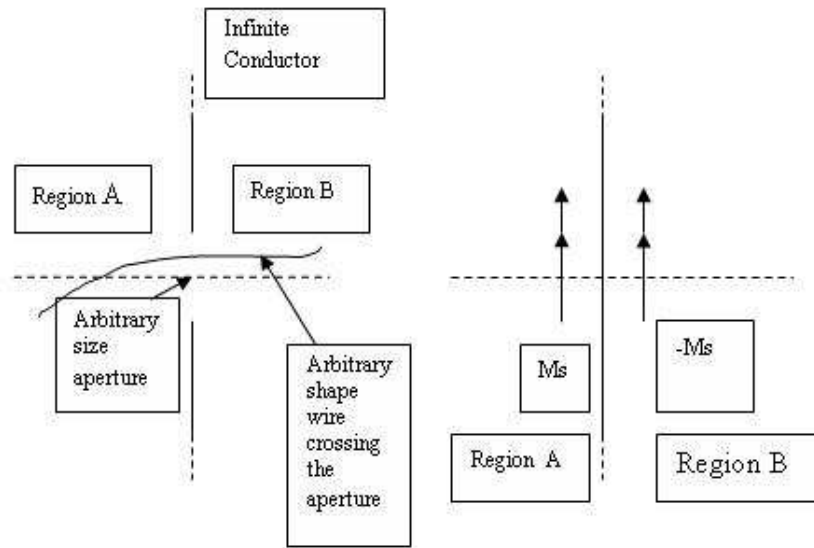 Infinite
Conductor
Region A
Region B
Arbitrary
size
aperture
Arbitrary
shape
wire
crossing
the
aperture
Ms
-Ms
Region A
Region B